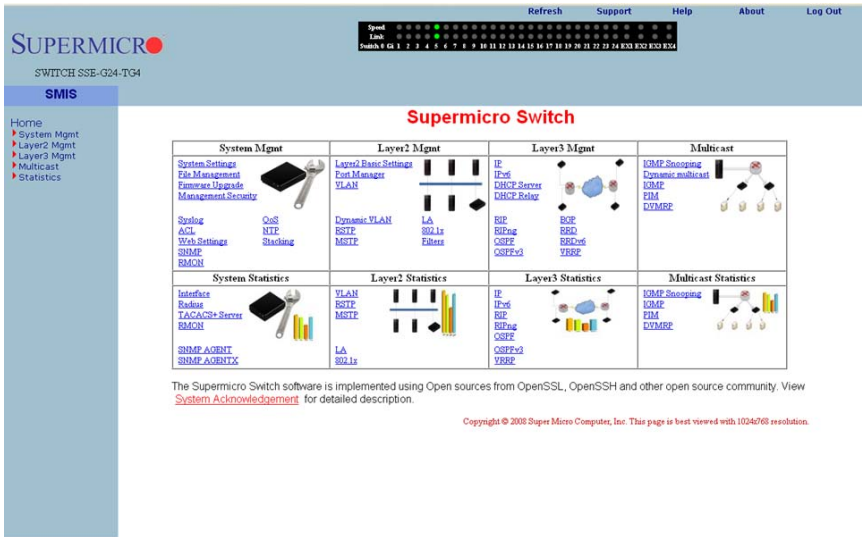 Refresh Support Help About Log Out
SUPERMICRO
Speed
Link
Switch 0 Gi 1 2 3 4 5 6 7 8 9 10 11 12 13 14 15 16 17 18 19 20 21 22 23 24 EX1 EX2 EX3 EX4
SWITCH SSE-G24-TG4
SMIS
Home
System Mgmt
Layer2 Mgmt
Layer3 Mgmt
Multicast
Statistics
Supermicro Switch
System Mgmt
System Settings
File Management
Firmware Upgrade
Management Security
Syslog QoS
ACL NTP
Web Settings Stacking
SNMP
RMON
Layer2 Mgmt
Layer2 Basic Settings
Port Manager
VLAN
Dynamic VLAN LA
RSTP 802.1x
MSTP Filters
Layer3 Mgmt
IP
IPv6
DHCP Server
DHCP Relay
RIP BGP
RIPng RRD
OSPF RRDv6
OSPFv3 VRRP
Multicast
IGMP Snooping
Dynamic multicast
IGMP
PIM
DVMRP
System Statistics
Interface
Radius
TACACS+ Server
RMON
SNMP AGENT
SNMP AGENTX
Layer2 Statistics
VLAN
RSTP
MSTP
LA
802.1x
Layer3 Statistics
IP
IPv6
RIP
RIPng
OSPF
OSPFv3
VRRP
Multicast Statistics
IGMP Snooping
IGMP
PIM
DVMRP
The Supermicro Switch software is implemented using Open sources from OpenSSL, OpenSSH and other open source community. View
System Acknowledgement for detailed description.
Copyright © 2008 Super Micro Computer, Inc. This page is best viewed with 1024x768 resolution.